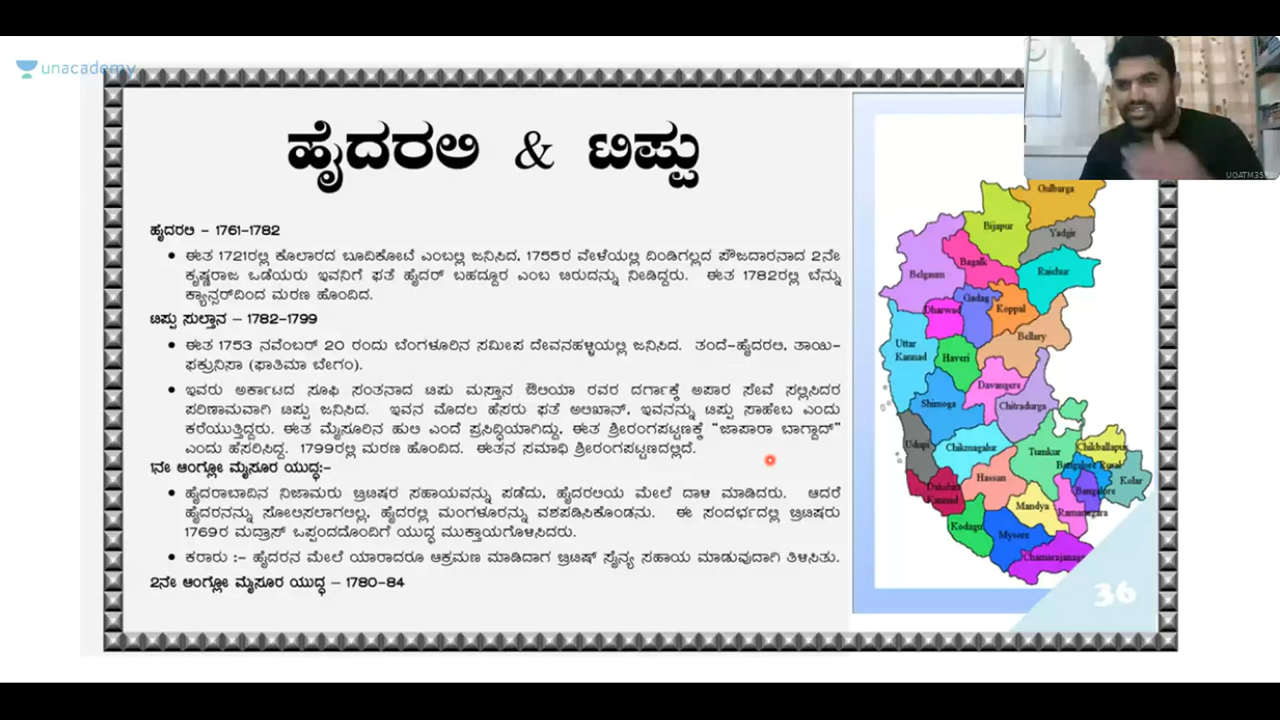 unacademy
ಹೈದರಲಿ & ಟಿಪ್ಪು
ಹೈದರಲಿ – 1761-1782
• ಈತ 1721ರಲ್ಲಿ ಕೊಲಾರದ ಬೂದಿಕೋಟೆ ಎಂಬಲ್ಲಿ ಜನಿಸಿದ, 1755ರ ವೇಳೆಯಲ್ಲಿ ದಿಂಡಿಗಲ್ಲದ ಪೌಜದಾರನಾದ 2ನೇ
ಕೃಷ್ಣರಾಜ ಒಡೆಯರು ಇವನಿಗೆ ಫತೆ ಹೈದರ್ ಬಹದ್ದೂರ ಎಂಬ ಬಿರುದನ್ನು ನೀಡಿದ್ದರು. ಈತ 1782ರಲ್ಲಿ ಬೆನ್ನು
ಕ್ಯಾನ್ಸರ್‌ದಿಂದ ಮರಣ ಹೊಂದಿದ.
ಟಿಪ್ಪು ಸುಲ್ತಾನ – 1782-1799
• ಈತ 1753 ನವೆಂಬರ್ 20 ರಂದು ಬೆಂಗಳೂರಿನ ಸಮೀಪ ದೇವನಹಳ್ಳಿಯಲ್ಲಿ ಜನಿಸಿದ. ತಂದೆ-ಹೈದರಲಿ, ತಾಯಿ-
ಫಕ್ರುನಿಸಾ (ಫಾತಿಮಾ ಬೇಗಂ).
• ಇವರು ಅರ್ಕಾಟದ ಸೂಫಿ ಸಂತನಾದ ಟಿಪು ಮಸ್ತಾನ ಔಲಿಯಾ ರವರ ದರ್ಗಾಕ್ಕೆ ಅಪಾರ ಸೇವೆ ಸಲ್ಲಿಸಿದರ
ಪರಿಣಾಮವಾಗಿ ಟಿಪ್ಪು ಜನಿಸಿದ. ಇವನ ಮೊದಲ ಹೆಸರು ಫತೆ ಅಲಿಖಾನ್, ಇವನನ್ನು ಟಿಪ್ಪು ಸಾಹೇಬ ಎಂದು
ಕರೆಯುತ್ತಿದ್ದರು. ಈತ ಮೈಸೂರಿನ ಹುಲಿ ಎಂದೆ ಪ್ರಸಿದ್ಧಿಯಾಗಿದ್ದು, ಈತ ಶ್ರೀರಂಗಪಟ್ಟಣಕ್ಕೆ “ಜಾಪಾರಾ ಬಾಗ್ದಾದ್”
ಎಂದು ಹೆಸರಿಸಿದ್ದ. 1799ರಲ್ಲಿ ಮರಣ ಹೊಂದಿದ. ಈತನ ಸಮಾಧಿ ಶ್ರೀರಂಗಪಟ್ಟಣದಲ್ಲಿದೆ.
1ನೇ ಆಂಗ್ಲೋ ಮೈಸೂರ ಯುದ್ಧ:-
• ಹೈದರಾಬಾದಿನ ನಿಜಾಮರು ಬ್ರಿಟಿಷರ ಸಹಾಯವನ್ನು ಪಡೆದು, ಹೈದರಲಿಯ ಮೇಲೆ ದಾಳಿ ಮಾಡಿದರು. ಆದರೆ
ಹೈದರನನ್ನು ಸೋಲಿಸಲಾಗಲಿಲ್ಲ, ಹೈದರಲ್ಲಿ ಮಂಗಳೂರನ್ನು ವಶಪಡಿಸಿಕೊಂಡನು. ಈ ಸಂದರ್ಭದಲ್ಲಿ ಬ್ರಿಟಿಷರು
1769ರ ಮದ್ರಾಸ್ ಒಪ್ಪಂದದೊಂದಿಗೆ ಯುದ್ಧ ಮುಕ್ತಾಯಗೊಳಿಸಿದರು.
• ಕರಾರು :- ಹೈದರನ ಮೇಲೆ ಯಾರಾದರೂ ಆಕ್ರಮಣ ಮಾಡಿದಾಗ ಬ್ರಿಟಿಷ್ ಸೈನ್ಯ ಸಹಾಯ ಮಾಡುವುದಾಗಿ ತಿಳಿಸಿತು.
2ನೇ ಆಂಗ್ಲೋ ಮೈಸೂರ ಯುದ್ಧ – 1780-84
Gulburga
Bijapur
Yadgir
Bagalk
Raichur
Belgaum
Gadag
Koppal
Dharwad
Bellary
Uttar
Kannad
Haveri
Davangere
Shimoga
Chitradurga
Udupi
Chikmagalur
Tumkur
Chikballapur
Bangalore Rural
Kolar
Dakshin
Kannad
Hassan
Bangalore
Mandya
Ramanagara
Kodagu
Mysore
Chamarajanagar
36